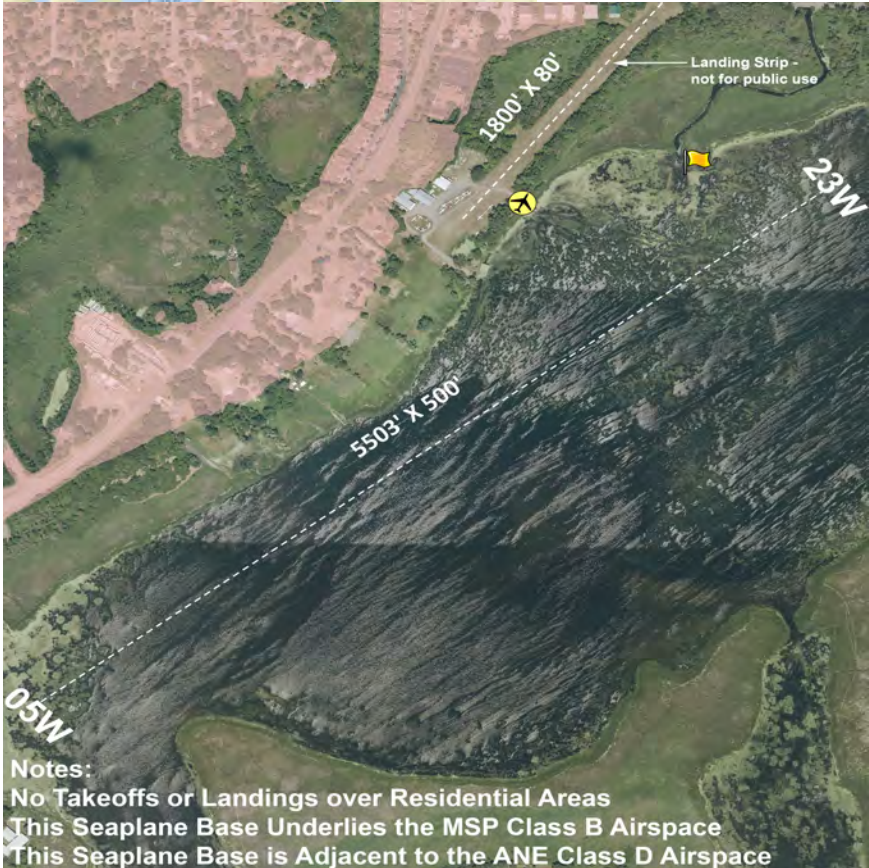 Landing Strip -
not for public use
1800' X 80'
23W
5503' X 500'
05W
Notes:
No Takeoffs or Landings over Residential Areas
This Seaplane Base Underlies the MSP Class B Airspace
This Seaplane Base is Adjacent to the ANE Class D Airspace